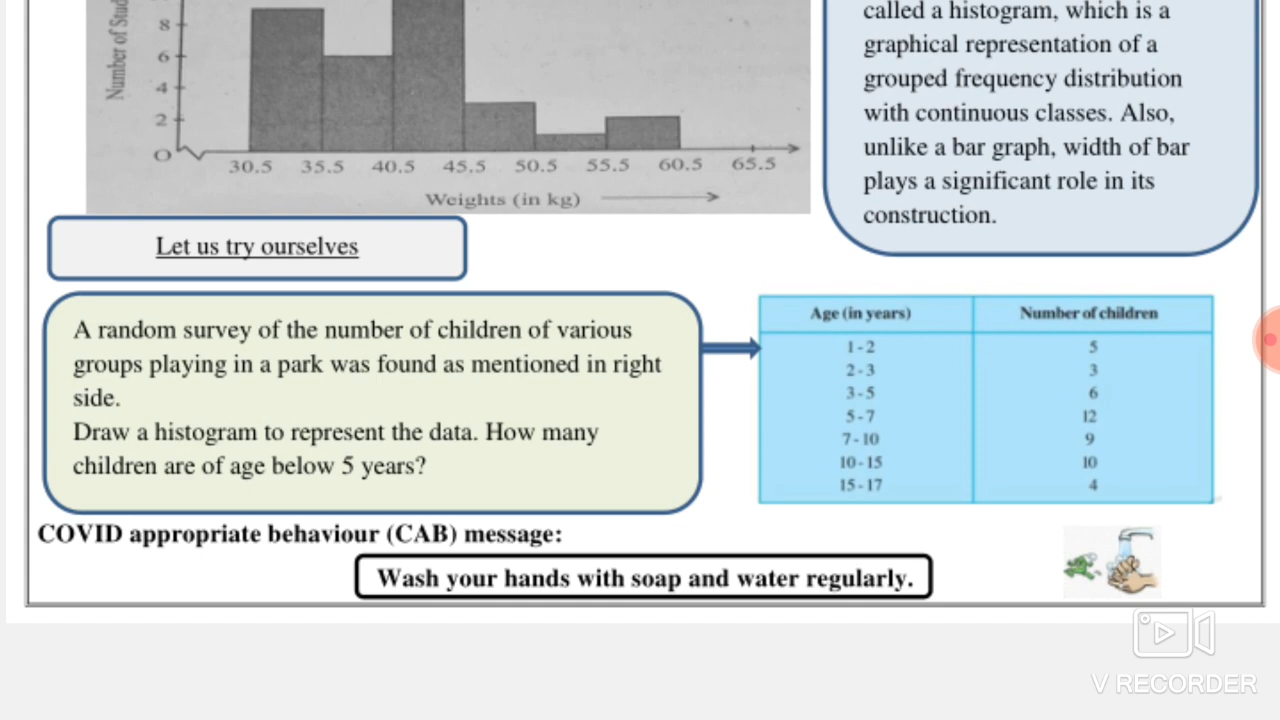 called a histogram, which is a
graphical representation of a
grouped frequency distribution
with continuous classes. Also,
unlike a bar graph, width of bar
plays a significant role in its
construction.
Number of
8
6
4
2
O
30.5 35.5 40.5 45.5 50.5 55.5 60.5 65.5
Weights (in kg)
Let us try ourselves
A random survey of the number of children of various
groups playing in a park was found as mentioned in right
side.
Draw a histogram to represent the data. How many
children are of age below 5 years?
Age (in years) Number of children
1 - 2 5
2 - 3 3
3 - 5 6
5 - 7 12
7 - 10 9
10 - 15 10
15 - 17 4
COVID appropriate behaviour (CAB) message:
Wash your hands with soap and water regularly.
V RECORDER